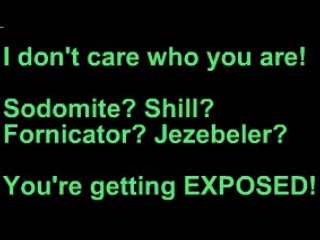 I don't care who you are!
Sodomite? Shill?
Fornicator? Jezebeler?
You're getting EXPOSED!